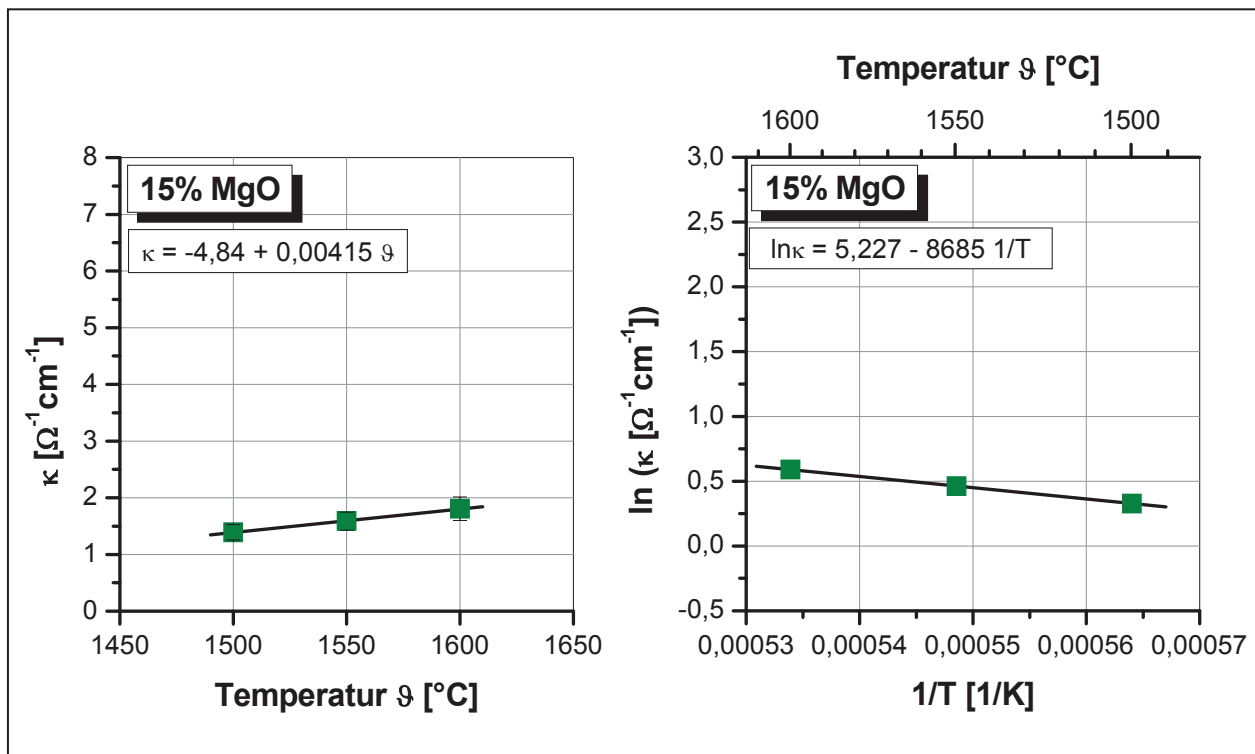 15% MgO
κ = -4,84 + 0,00415 ϑ
8
7
6
5
4
3
2
1
0
κ [Ω⁻¹cm⁻¹]
1450 1500 1550 1600 1650
Temperatur ϑ [°C]
Temperatur ϑ [°C]
1600 1550 1500
15% MgO
lnκ = 5,227 - 8685 1/T
3,0
2,5
2,0
1,5
1,0
0,5
0,0
-0,5
ln (κ [Ω⁻¹cm⁻¹])
0,00053 0,00054 0,00055 0,00056 0,00057
1/T [1/K]